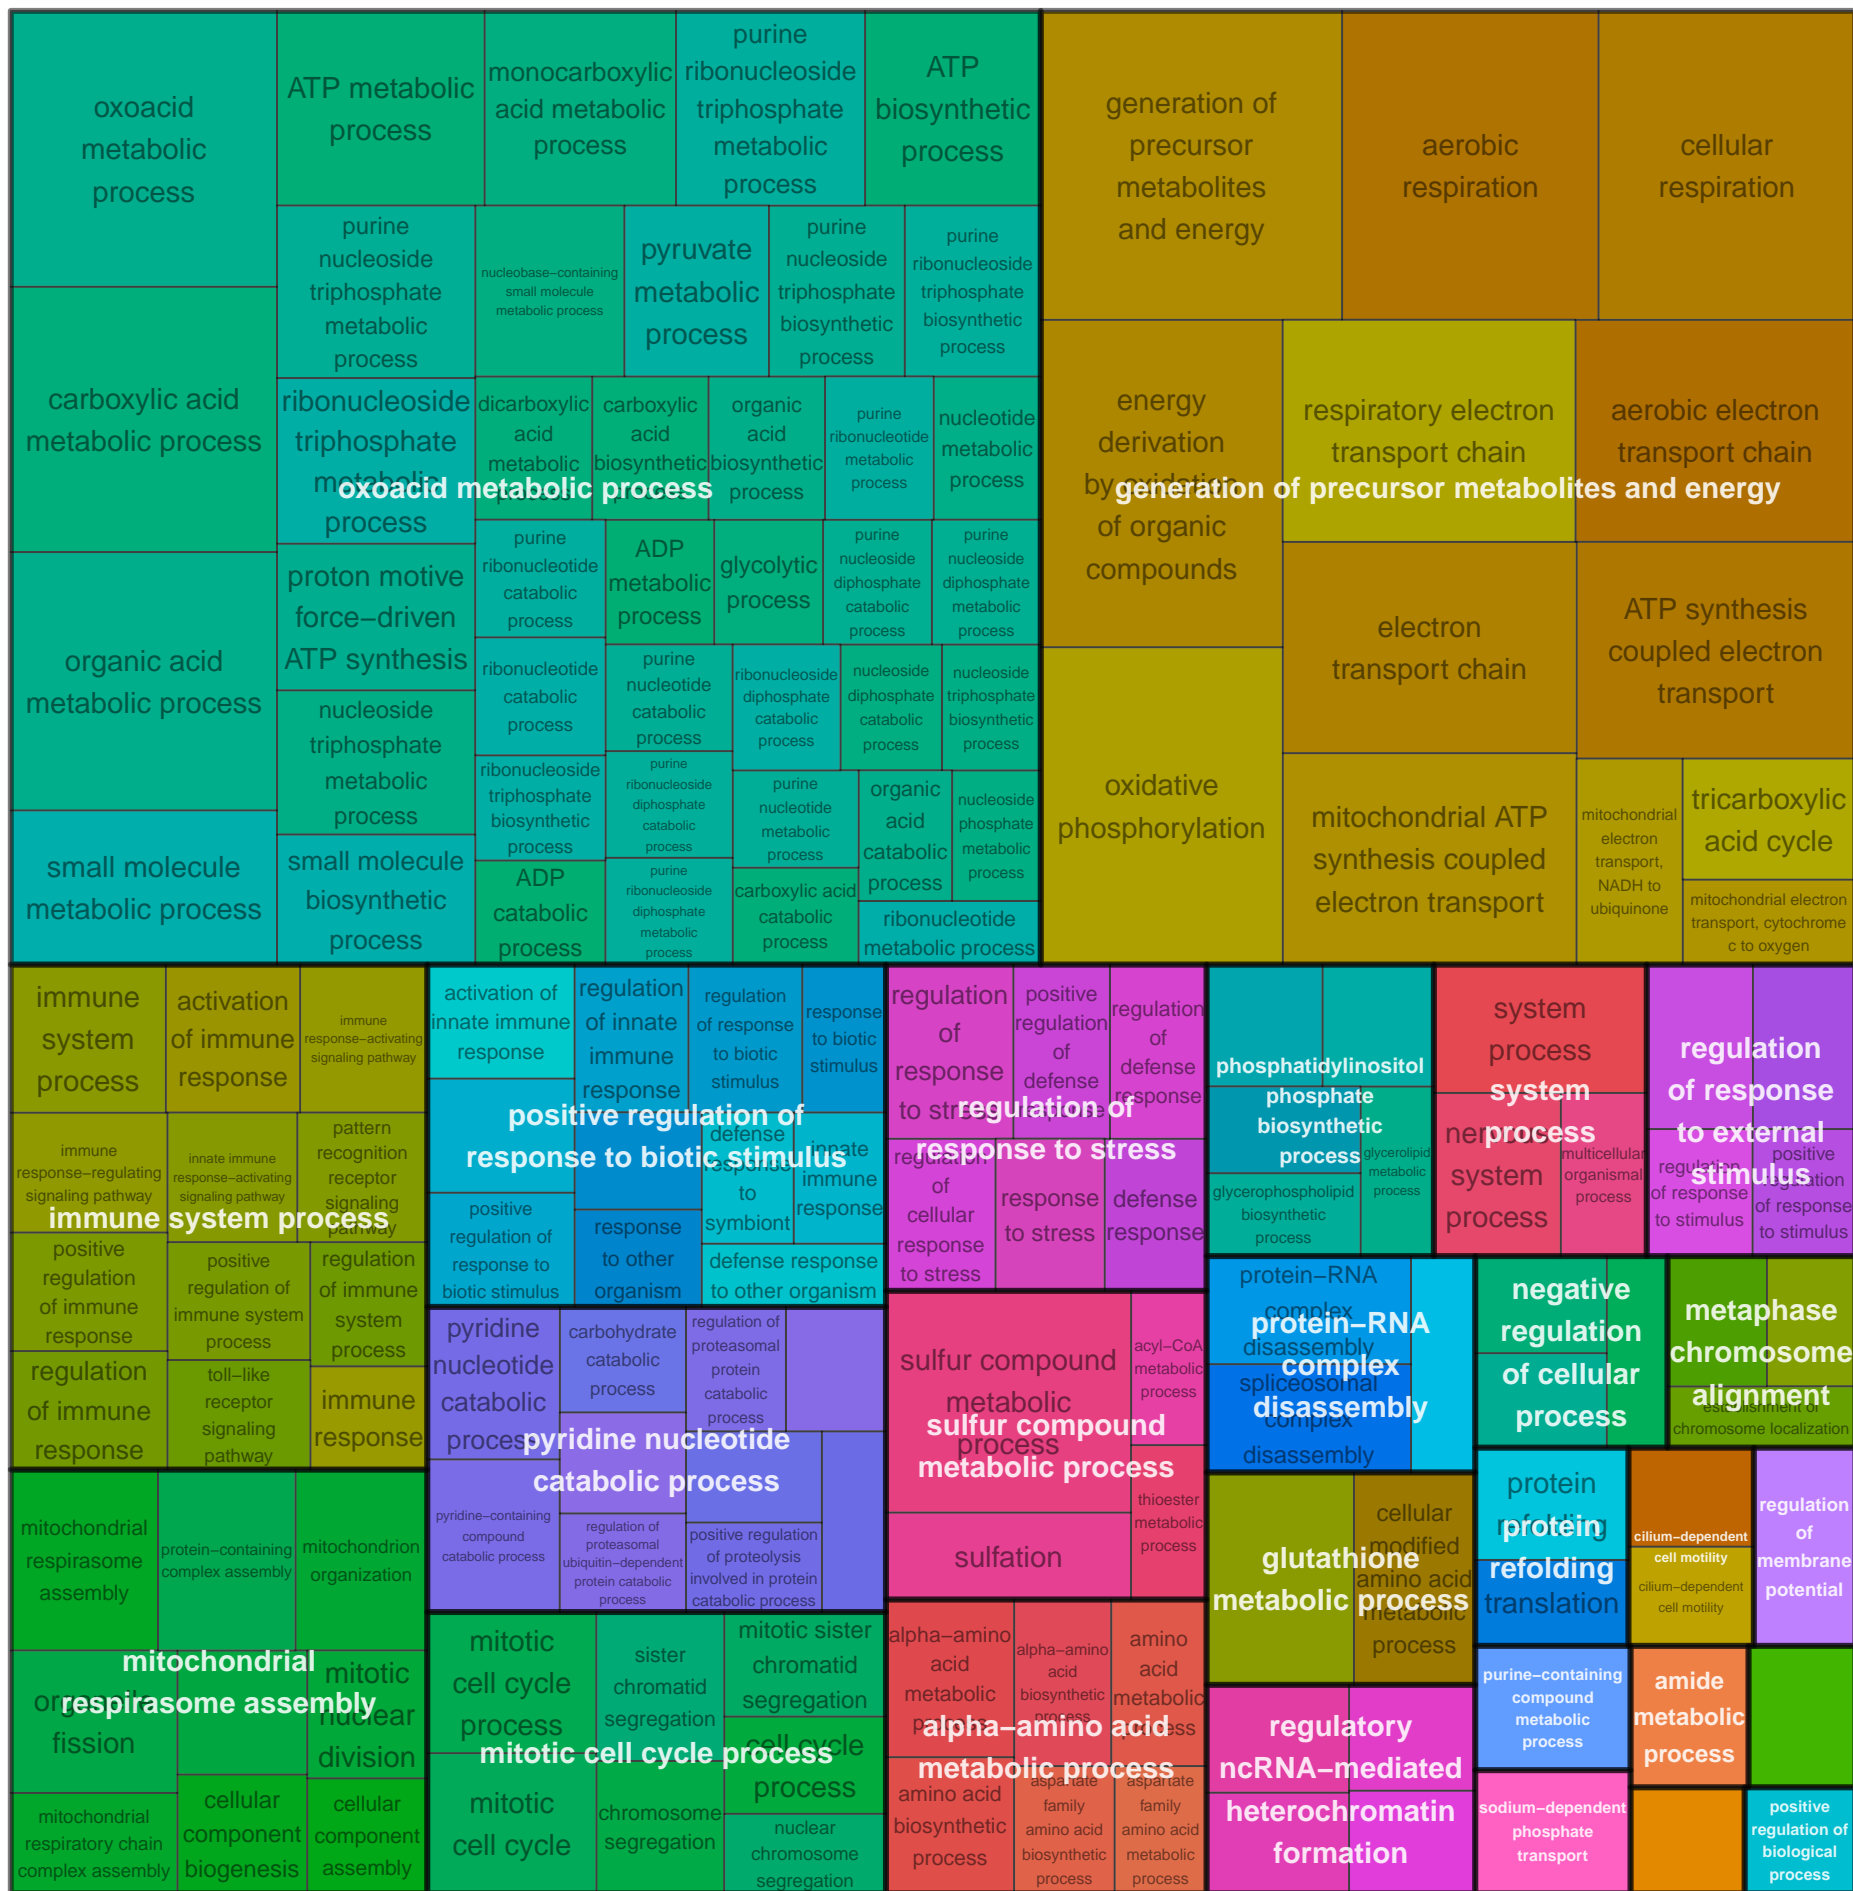 oxoacid
metabolic
process
ATP metabolic
process
monocarboxylic
acid metabolic
process
purine
ribonucleoside
triphosphate
metabolic
process
ATP
biosynthetic
process
purine
nucleoside
triphosphate
metabolic
process
nucleobase−containing
small molecule
metabolic process
pyruvate
metabolic
process
purine
nucleoside
triphosphate
biosynthetic
process
purine
ribonucleoside
triphosphate
biosynthetic
process
carboxylic acid
metabolic process
ribonucleoside
triphosphate
metabolic
process
dicarboxylic
acid
metabolic
process
carboxylic
acid
biosynthetic
process
organic
acid
biosynthetic
process
purine
ribonucleotide
metabolic
process
nucleotide
metabolic
process
oxoacid metabolic process
organic acid
metabolic process
proton motive
force−driven
ATP synthesis
purine
ribonucleotide
catabolic
process
ADP
metabolic
process
glycolytic
process
purine
nucleoside
diphosphate
catabolic
process
purine
nucleoside
diphosphate
metabolic
process
ribonucleotide
catabolic
process
purine
nucleotide
catabolic
process
ribonucleoside
diphosphate
catabolic
process
nucleoside
diphosphate
catabolic
process
nucleoside
triphosphate
biosynthetic
process
nucleoside
triphosphate
metabolic
process
ribonucleoside
triphosphate
biosynthetic
process
purine
ribonucleoside
diphosphate
catabolic
process
purine
nucleotide
metabolic
process
organic
acid
catabolic
process
nucleoside
phosphate
metabolic
process
small molecule
metabolic process
small molecule
biosynthetic
process
ADP
catabolic
process
purine
ribonucleoside
diphosphate
metabolic
process
carboxylic acid
catabolic
process
ribonucleotide
metabolic process
generation of
precursor
metabolites
and energy
aerobic
respiration
cellular
respiration
energy
derivation
by oxidation
of organic
compounds
respiratory electron
transport chain
aerobic electron
transport chain
generation of precursor metabolites and energy
electron
transport chain
ATP synthesis
coupled electron
transport
oxidative
phosphorylation
mitochondrial ATP
synthesis coupled
electron transport
mitochondrial
electron
transport,
NADH to
ubiquinone
tricarboxylic
acid cycle
mitochondrial electron
transport, cytochrome
c to oxygen
immune
system
process
activation
of immune
response
immune
response−activating
signaling pathway
immune
response−regulating
signaling pathway
innate immune
response−activating
signaling pathway
pattern
recognition
receptor
signaling
pathway
immune system process
positive
regulation
of immune
response
positive
regulation of
immune system
process
regulation
of immune
system
process
regulation
of immune
response
toll−like
receptor
signaling
pathway
immune
response
activation of
innate immune
response
regulation
of innate
immune
response
regulation
of response
to biotic
stimulus
response
to biotic
stimulus
positive regulation of
response to biotic stimulus
defense
response
to
symbiont
innate
immune
response
positive
regulation of
response to
biotic stimulus
response
to other
organism
defense response
to other organism
regulation
of
response
to stress
positive
regulation
of
defense
response
regulation
of
defense
response
regulation of
response to stress
regulation
of
cellular
response
to stress
response
to stress
defense
response
phosphatidylinositol
phosphate
biosynthetic
process
glycerolipid
metabolic
process
glycerophospholipid
biosynthetic
process
system
process
system
process
nervous
system
process
multicellular
organismal
process
regulation
of response
to external
stimulus
regulation
of response
to stimulus
positive
regulation
of response
to stimulus
pyridine
nucleotide
catabolic
process
carbohydrate
catabolic
process
regulation of
proteasomal
protein
catabolic
process
pyridine nucleotide
catabolic process
pyridine−containing
compound
catabolic process
regulation of
proteasomal
ubiquitin−dependent
protein catabolic
process
positive regulation
of proteolysis
involved in protein
catabolic process
sulfur compound
metabolic
process
acyl−CoA
metabolic
process
sulfur compound
metabolic process
sulfation
thioester
metabolic
process
protein−RNA
complex
disassembly
protein−RNA
complex
disassembly
spliceosomal
complex
disassembly
negative
regulation
of cellular
process
metaphase
chromosome
alignment
establishment of
chromosome localization
glutathione
metabolic process
cellular
modified
amino acid
metabolic
process
protein
refolding
protein
refolding
translation
cilium−dependent
cell motility
cilium−dependent
cell motility
regulation
of
membrane
potential
mitochondrial
respirasome
assembly
protein−containing
complex assembly
mitochondrion
organization
mitochondrial
respirasome assembly
organelle
fission
mitotic
nuclear
division
mitochondrial
respiratory chain
complex assembly
cellular
component
biogenesis
cellular
component
assembly
mitotic
cell cycle
process
sister
chromatid
segregation
mitotic sister
chromatid
segregation
mitotic cell cycle process
cell cycle
process
mitotic
cell cycle
chromosome
segregation
nuclear
chromosome
segregation
alpha−amino
acid
metabolic
process
alpha−amino
acid
biosynthetic
process
amino
acid
metabolic
process
alpha−amino acid
metabolic process
amino acid
biosynthetic
process
aspartate
family
amino acid
biosynthetic
process
aspartate
family
amino acid
metabolic
process
regulatory
ncRNA−mediated
heterochromatin
formation
purine−containing
compound
metabolic
process
amide
metabolic
process
sodium−dependent
phosphate
transport
positive
regulation of
biological
process